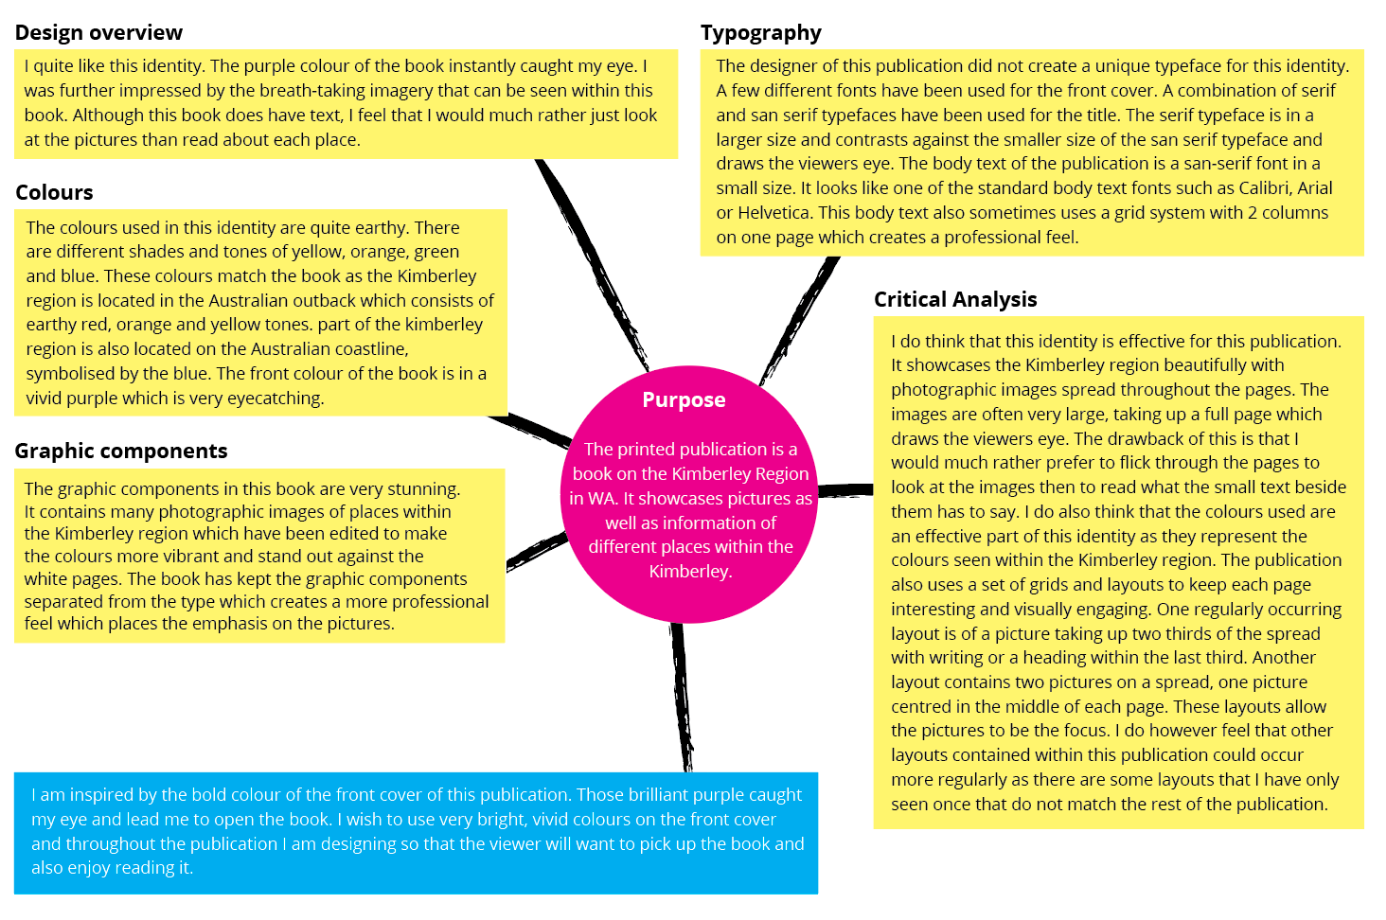 Design overview
I quite like this identity. The purple colour of the book instantly caught my eye. I
was further impressed by the breath-taking imagery that can be seen within this
book. Although this book does have text, I feel that I would much rather just look
at the pictures than read about each place.
Colours
The colours used in this identity are quite earthy. There
are different shades and tones of yellow, orange, green
and blue. These colours match the book as the Kimberley
region is located in the Australian outback which consists of
earthy red, orange and yellow tones. part of the kimberley
region is also located on the Australian coastline,
symbolised by the blue. The front colour of the book is in a
vivid purple which is very eyecatching.
Graphic components
The graphic components in this book are very stunning.
It contains many photographic images of places within
the Kimberley region which have been edited to make
the colours more vibrant and stand out against the
white pages. The book has kept the graphic components
separated from the type which creates a more professional
feel which places the emphasis on the pictures.
Purpose
The printed publication is a
book on the Kimberley Region
in WA. It showcases pictures as
well as information of
different places within the
Kimberley.
Typography
The designer of this publication did not create a unique typeface for this identity.
A few different fonts have been used for the front cover. A combination of serif
and san serif typefaces have been used for the title. The serif typeface is in a
larger size and contrasts against the smaller size of the san serif typeface and
draws the viewers eye. The body text of the publication is a san-serif font in a
small size. It looks like one of the standard body text fonts such as Calibri, Arial
or Helvetica. This body text also sometimes uses a grid system with 2 columns
on one page which creates a professional feel.
Critical Analysis
I do think that this identity is effective for this publication.
It showcases the Kimberley region beautifully with
photographic images spread throughout the pages. The
images are often very large, taking up a full page which
draws the viewers eye. The drawback of this is that I
would much rather prefer to flick through the pages to
look at the images then to read what the small text beside
them has to say. I do also think that the colours used are
an effective part of this identity as they represent the
colours seen within the Kimberley region. The publication
also uses a set of grids and layouts to keep each page
interesting and visually engaging. One regularly occurring
layout is of a picture taking up two thirds of the spread
with writing or a heading within the last third. Another
layout contains two pictures on a spread, one picture
centred in the middle of each page. These layouts allow
the pictures to be the focus. I do however feel that other
layouts contained within this publication could occur
more regularly as there are some layouts that I have only
seen once that do not match the rest of the publication.
I am inspired by the bold colour of the front cover of this publication. Those brilliant purple caught
my eye and lead me to open the book. I wish to use very bright, vivid colours on the front cover
and throughout the publication I am designing so that the viewer will want to pick up the book and
also enjoy reading it.